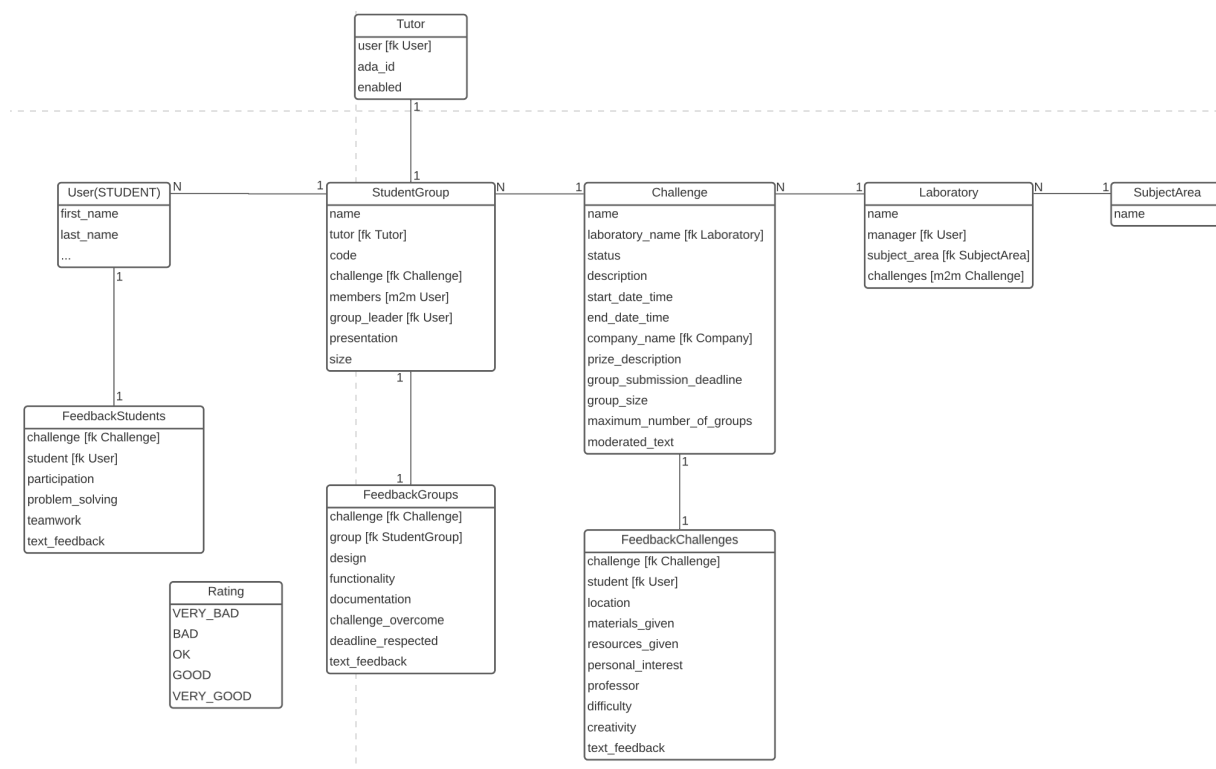 Tutor
user [fk User]
ada_id
enabled
1
1
User(STUDENT)
first_name
last_name
...
N
1
StudentGroup
name
tutor [fk Tutor]
code
challenge [fk Challenge]
members [m2m User]
group_leader [fk User]
presentation
size
N
1
Challenge
name
laboratory_name [fk Laboratory]
status
description
start_date_time
end_date_time
company_name [fk Company]
prize_description
group_submission_deadline
group_size
maximum_number_of_groups
moderated_text
N
1
Laboratory
name
manager [fk User]
subject_area [fk SubjectArea]
challenges [m2m Challenge]
N
1
SubjectArea
name
1
1
FeedbackStudents
challenge [fk Challenge]
student [fk User]
participation
problem_solving
teamwork
text_feedback
Rating
VERY_BAD
BAD
OK
GOOD
VERY_GOOD
1
1
FeedbackGroups
challenge [fk Challenge]
group [fk StudentGroup]
design
functionality
documentation
challenge_overcome
deadline_respected
text_feedback
1
1
FeedbackChallenges
challenge [fk Challenge]
student [fk User]
location
materials_given
resources_given
personal_interest
professor
difficulty
creativity
text_feedback